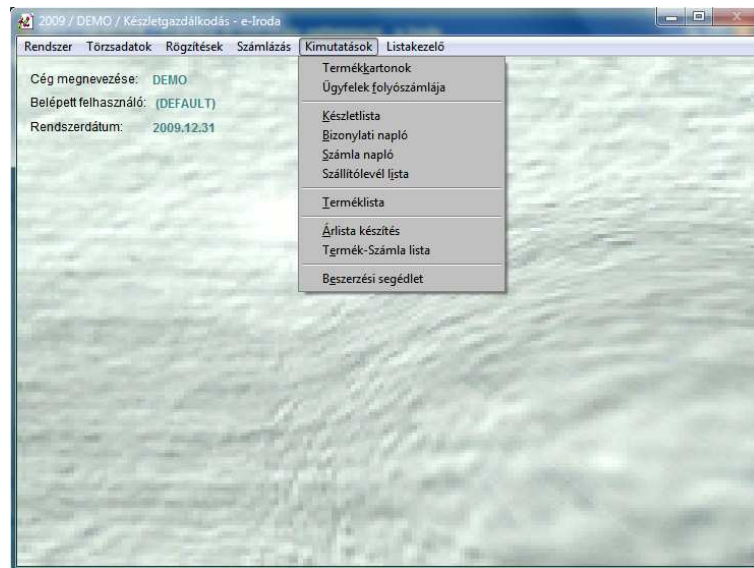 2009 / DEMO / Készletgazdálkodás - e-Iroda
Rendszer Törzsadatok Rögzítések Számlázás Kimutatások Listakezelő
Cég megnevezése: DEMO
Belépett felhasználó: (DEFAULT)
Rendszerdátum: 2009.12.31
Termékkartonok
Ügyfelek folyószámlája
Készletlista
Bizonylati napló
Számla napló
Szállítólevél lista
Terméklista
Árlista készítés
Termék-Számla lista
Beszerzési segédlet